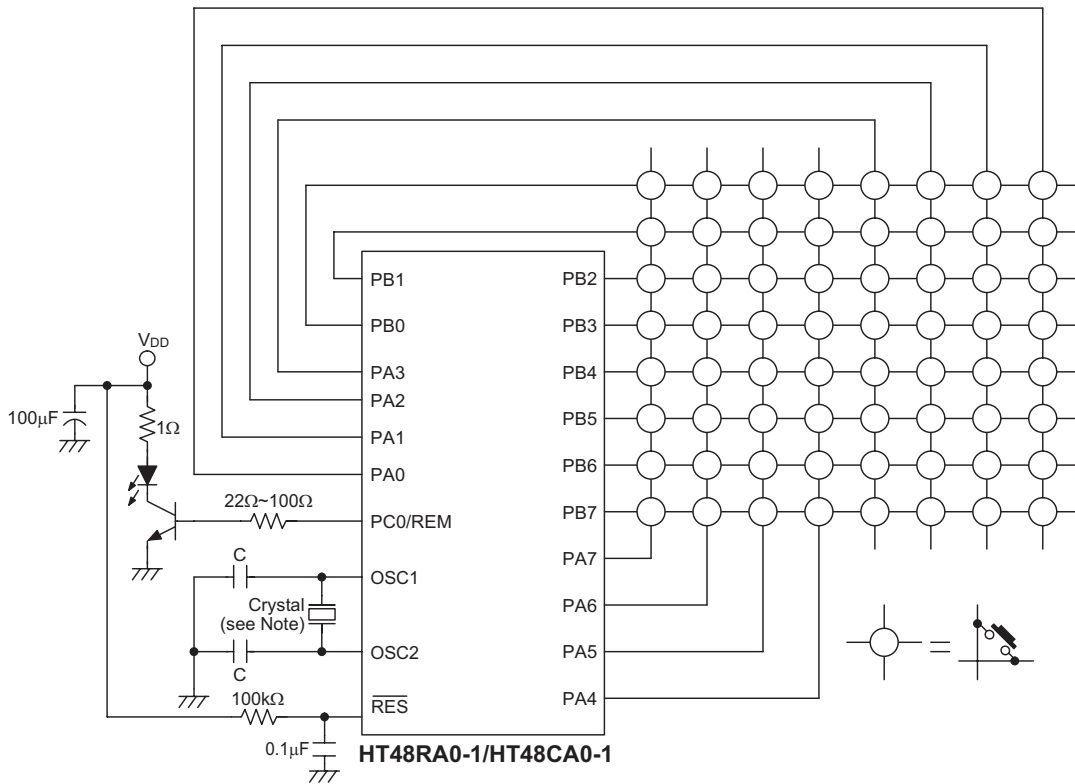 PB1
PB2
PB0
PB3
V_DD
PA3
PB4
PA2
100μF
1Ω
PB5
PA1
PA0
PB6
22Ω~100Ω
PC0/REM
PB7
PA7
C
OSC1
Crystal
(see Note)
PA6
OSC2
PA5
C
100kΩ
RES
PA4
0.1μF
HT48RA0-1/HT48CA0-1